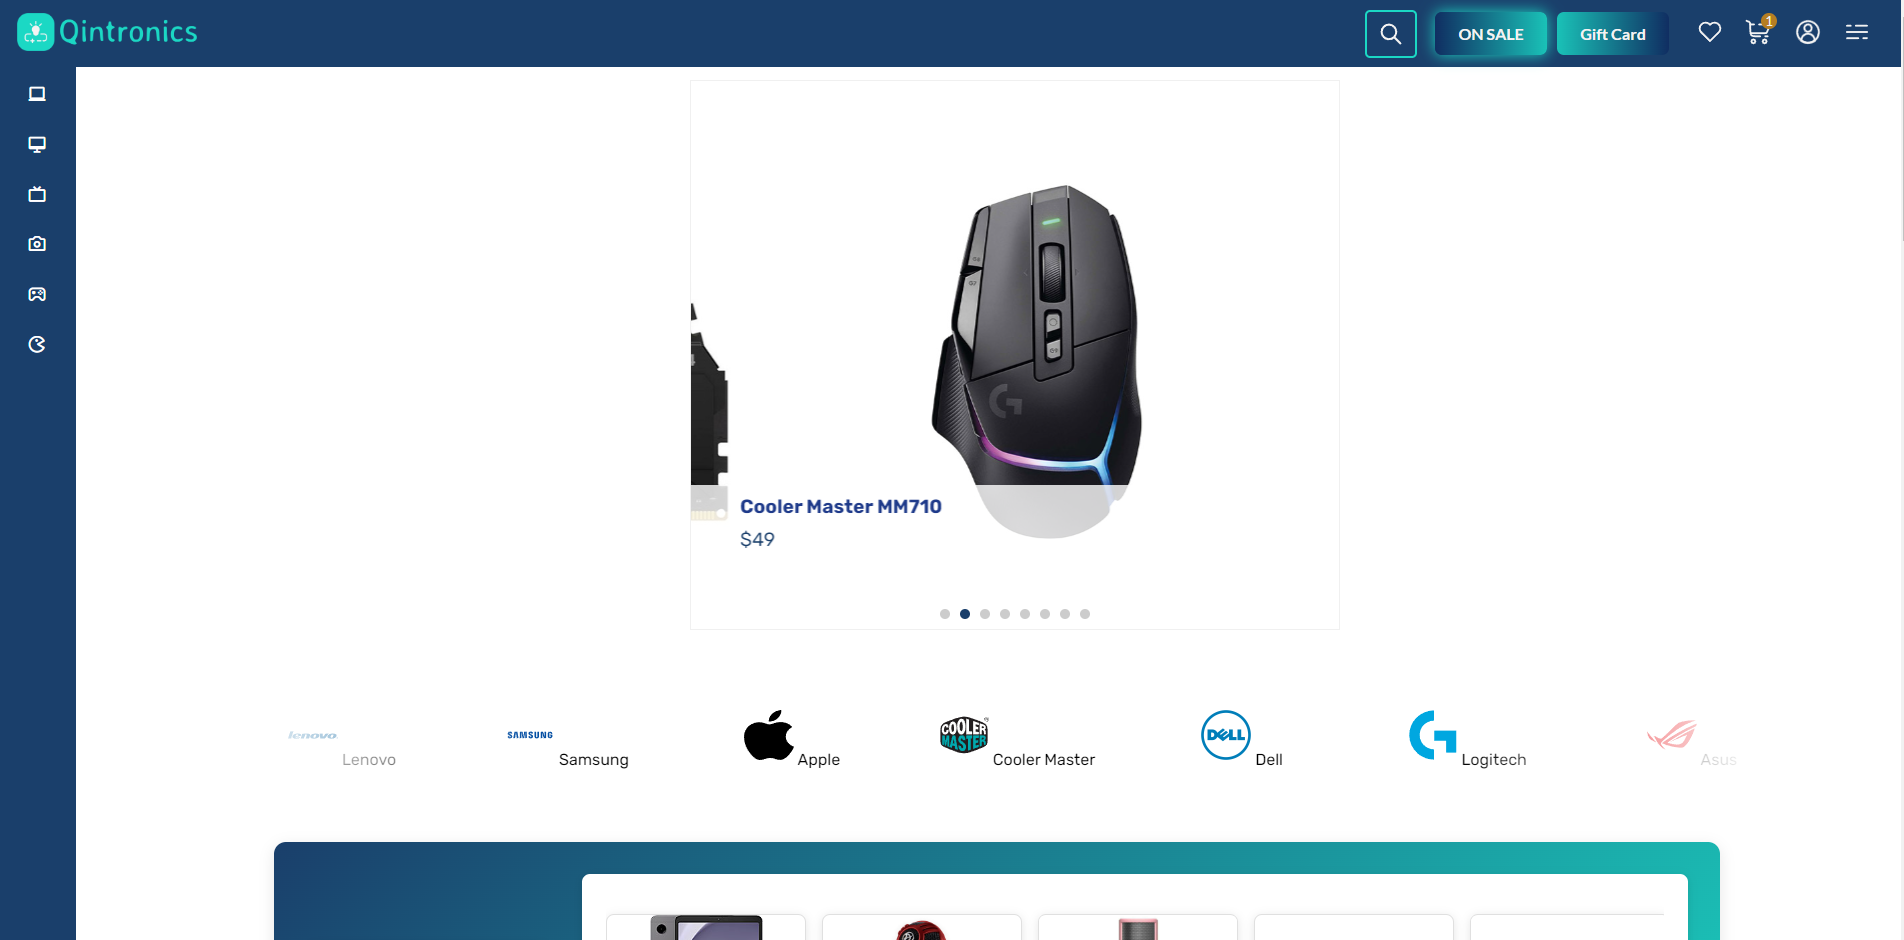 Qintronics
ON SALE
Gift Card
1
Cooler Master MM710
$49
lenovo
Lenovo
SAMSUNG
Samsung
Apple
COOLER
MASTER
Cooler Master
DELL
Dell
Logitech
Asus